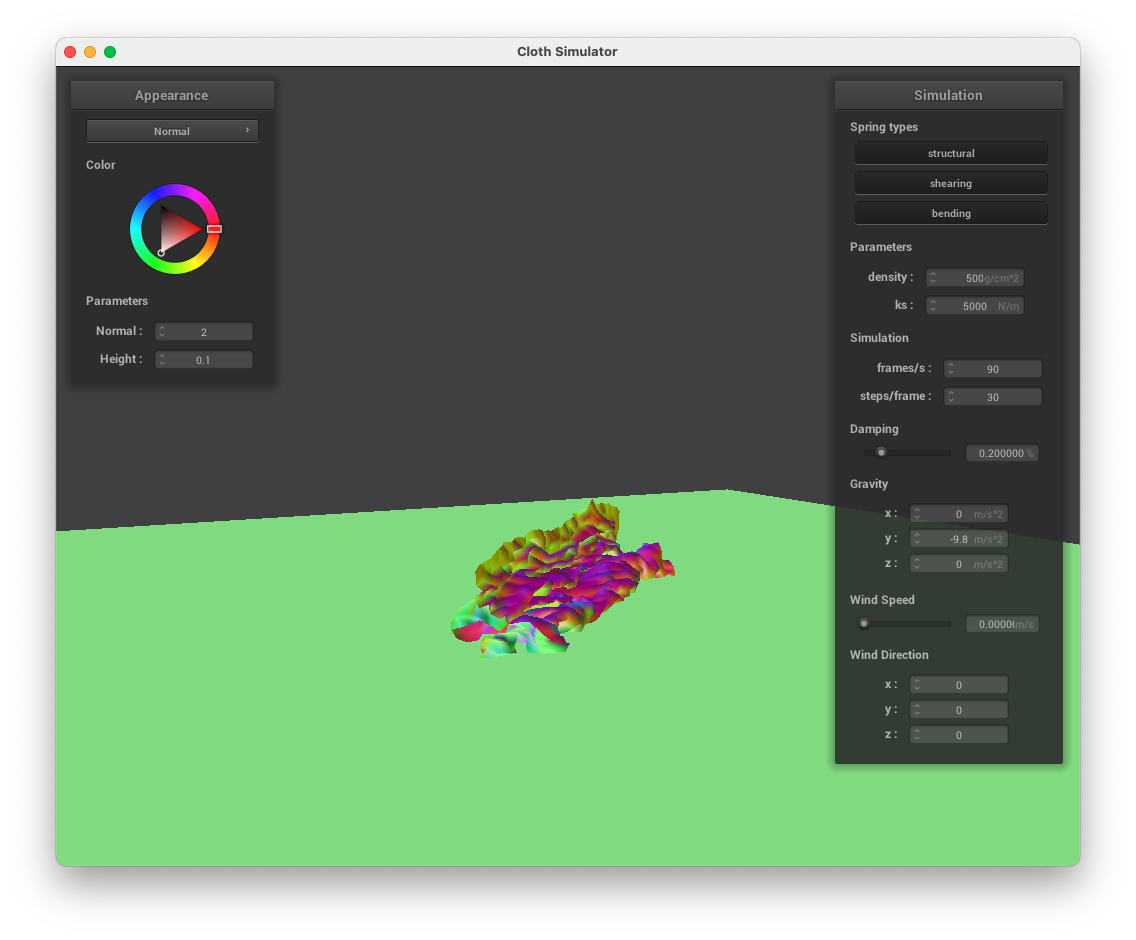 Cloth Simulator
Appearance
Normal ›
Color
Parameters
Normal : 2
Height : 0.1
Simulation
Spring types
structural
shearing
bending
Parameters
density : 500g/cm^2
ks : 5000 N/m
Simulation
frames/s : 90
steps/frame : 30
Damping
0.200000 %
Gravity
x : 0 m/s^2
y : -9.8 m/s^2
z : 0 m/s^2
Wind Speed
0.0000 m/s
Wind Direction
x : 0
y : 0
z : 0